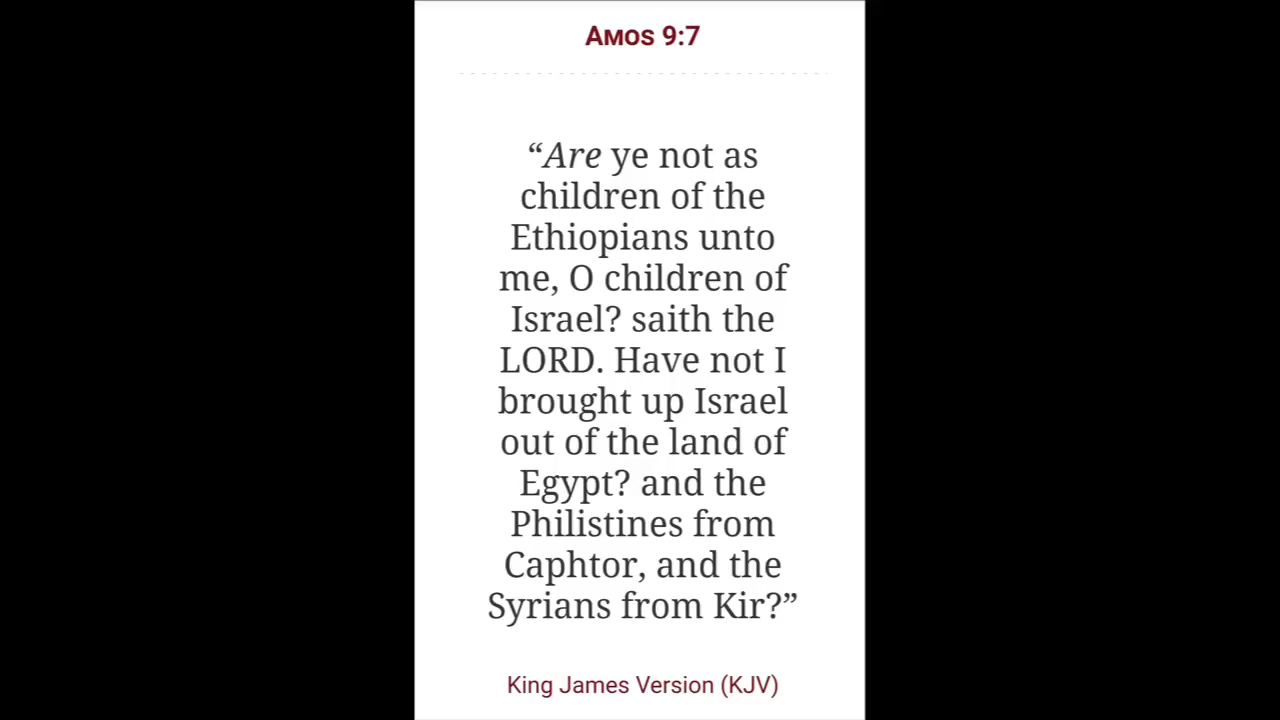 Amos 9:7
“Are ye not as
children of the
Ethiopians unto
me, O children of
Israel? saith the
LORD. Have not I
brought up Israel
out of the land of
Egypt? and the
Philistines from
Caphtor, and the
Syrians from Kir?”
King James Version (KJV)